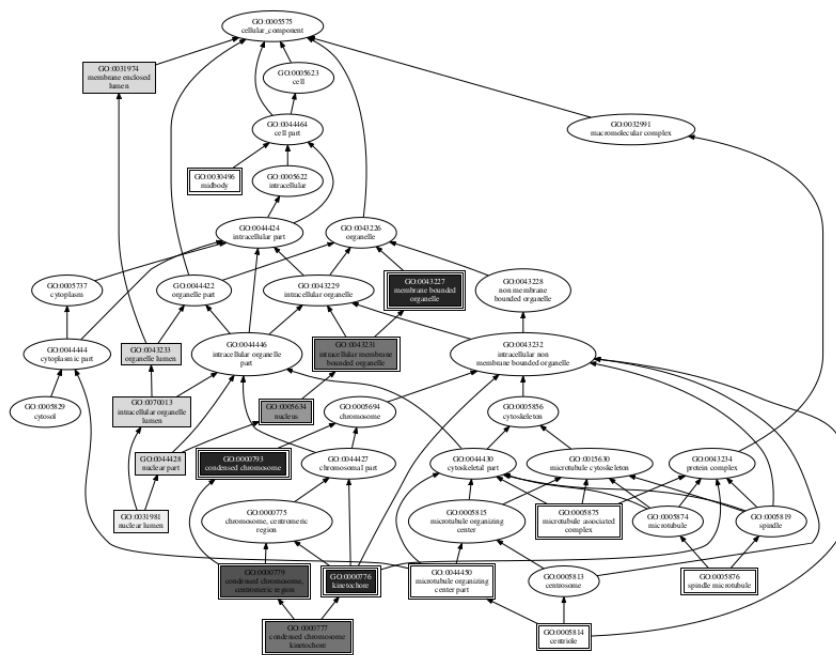 GO:0005575
cellular_component
GO:0031974
membrane enclosed
lumen
GO:0005623
cell
GO:0044464
cell part
GO:0032991
macromolecular complex
GO:0030496
midbody
GO:0005622
intracellular
GO:0044424
intracellular part
GO:0043226
organelle
GO:0005737
cytoplasm
GO:0044422
organelle part
GO:0043229
intracellular organelle
GO:0043227
membrane bounded
organelle
GO:0043228
non membrane
bounded organelle
GO:0044444
cytoplasmic part
GO:0043233
organelle lumen
GO:0044446
intracellular organelle
part
GO:0043231
intracellular membrane
bounded organelle
GO:0043232
intracellular non
membrane bounded organelle
GO:0005829
cytosol
GO:0070013
intracellular organelle
lumen
GO:0005634
nucleus
GO:0005694
chromosome
GO:0005856
cytoskeleton
GO:0044428
nuclear part
GO:0000793
condensed chromosome
GO:0044427
chromosomal part
GO:0044430
cytoskeletal part
GO:0015630
microtubule cytoskeleton
GO:0043234
protein complex
GO:0031981
nuclear lumen
GO:0000775
chromosome, centromeric
region
GO:0005815
microtubule organizing
center
GO:0005875
microtubule associated
complex
GO:0005874
microtubule
GO:0005819
spindle
GO:0000779
condensed chromosome,
centromeric region
GO:0000776
kinetochore
GO:0044450
microtubule organizing
center part
GO:0005813
centrosome
GO:0005876
spindle microtubule
GO:0000777
condensed chromosome
kinetochore
GO:0005814
centriole